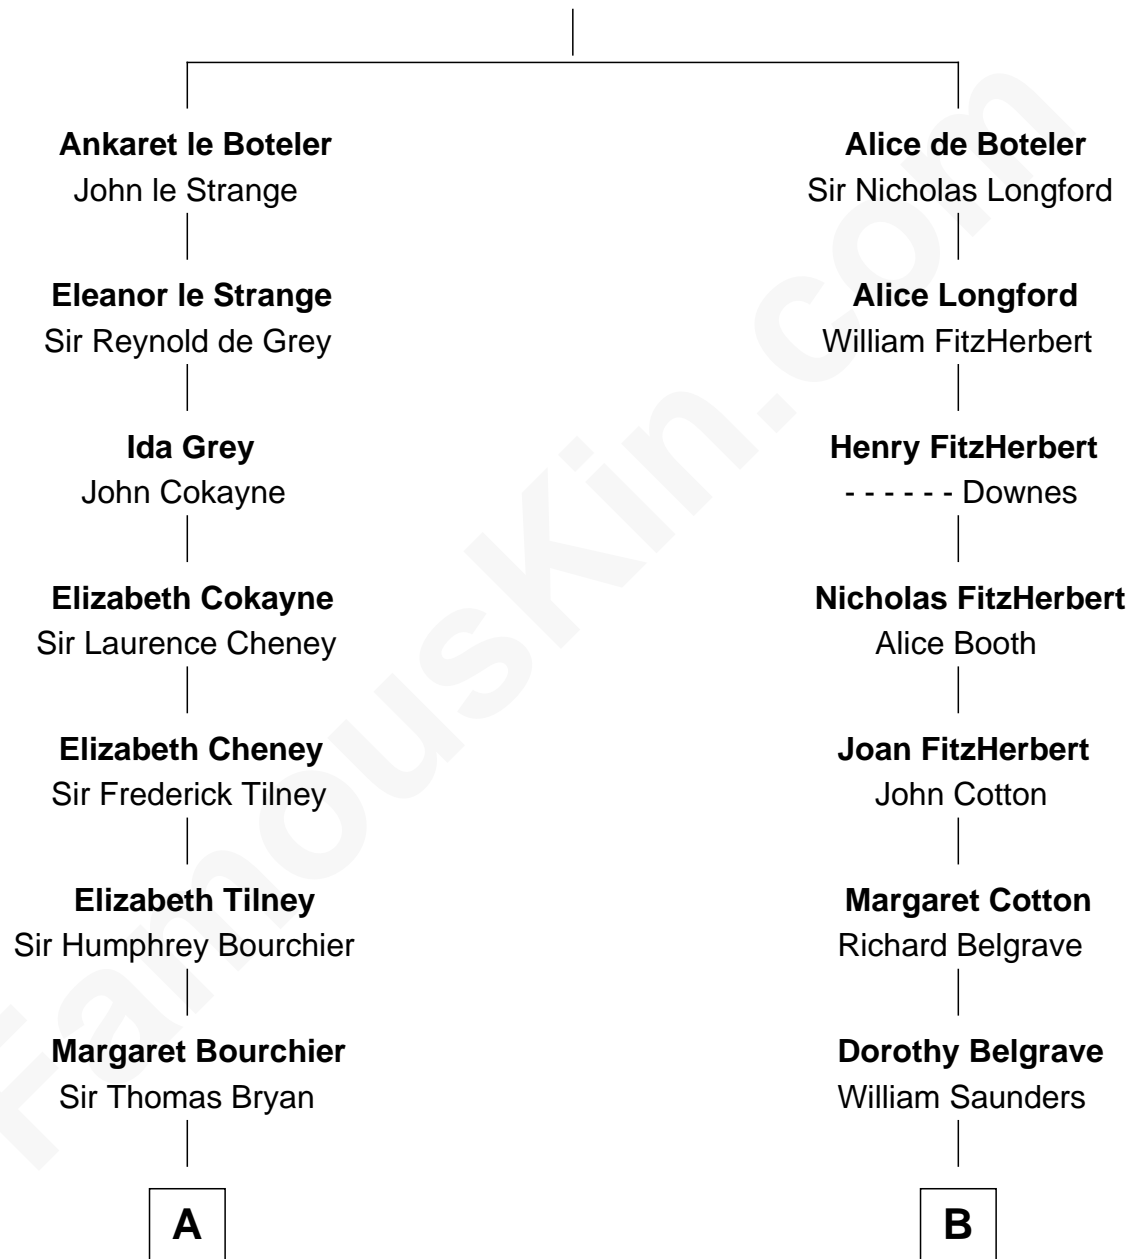 Ankaret le Boteler
John le Strange
Eleanor le Strange
Sir Reynold de Grey
Ida Grey
John Cokayne
Elizabeth Cokayne
Sir Laurence Cheney
Elizabeth Cheney
Sir Frederick Tilney
Elizabeth Tilney
Sir Humphrey Bourchier
Margaret Bourchier
Sir Thomas Bryan
A
Alice de Boteler
Sir Nicholas Longford
Alice Longford
William FitzHerbert
Henry FitzHerbert
- - - - - - Downes
Nicholas FitzHerbert
Alice Booth
Joan FitzHerbert
John Cotton
Margaret Cotton
Richard Belgrave
Dorothy Belgrave
William Saunders
B
FamousKin.com